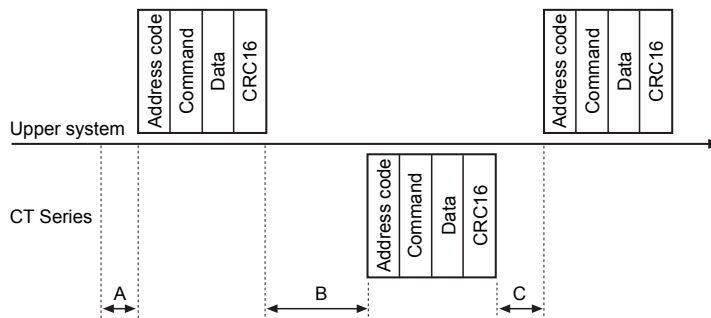 Address code
Command
Data
CRC16
Address code
Command
Data
CRC16
Upper system
Address code
Command
Data
CRC16
CT Series
A
B
C